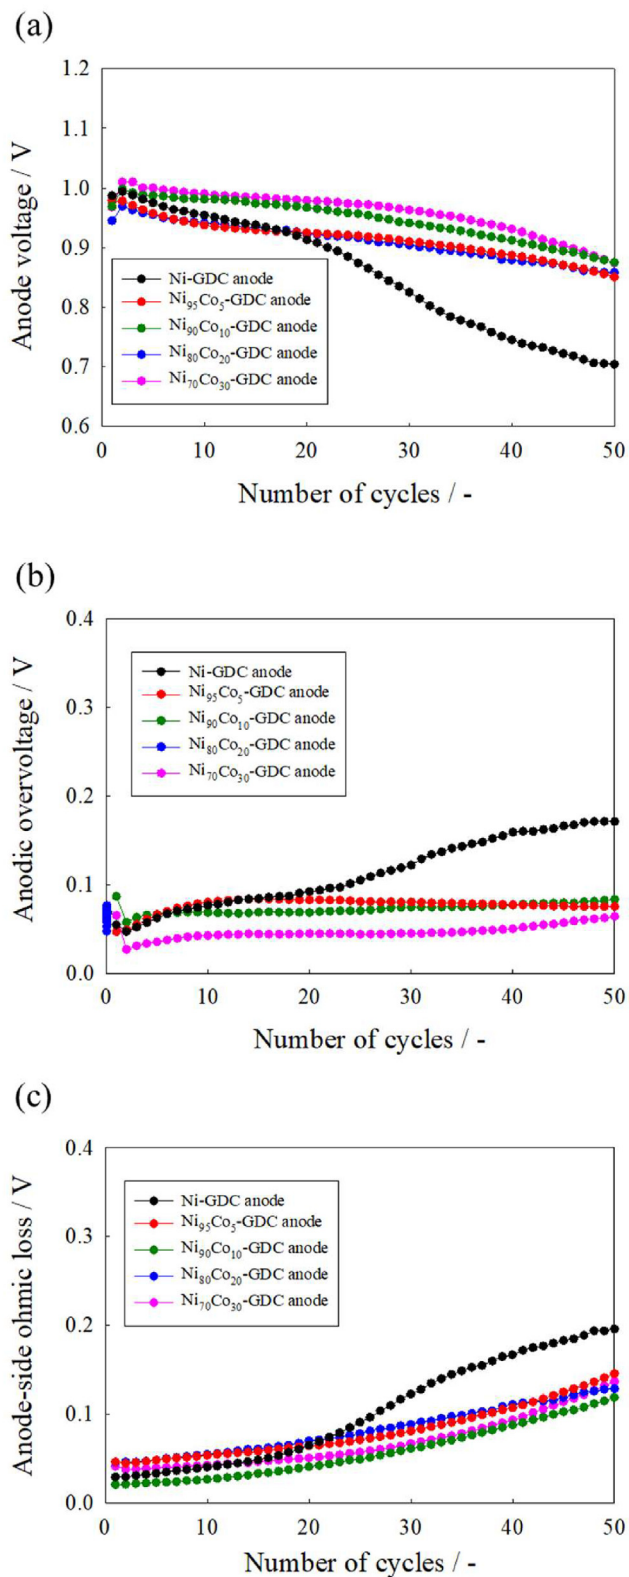 (a)
1.2
1.1
1.0
0.9
0.8
0.7
0.6
Anode voltage / V
Ni-GDC anode
Ni₉₅Co₅-GDC anode
Ni₉₀Co₁₀-GDC anode
Ni₈₀Co₂₀-GDC anode
Ni₇₀Co₃₀-GDC anode
0 10 20 30 40 50
Number of cycles / -
(b)
0.4
0.3
0.2
0.1
0.0
Anodic overvoltage / V
Ni-GDC anode
Ni₉₅Co₅-GDC anode
Ni₉₀Co₁₀-GDC anode
Ni₈₀Co₂₀-GDC anode
Ni₇₀Co₃₀-GDC anode
0 10 20 30 40 50
Number of cycles / -
(c)
0.4
0.3
0.2
0.1
0.0
Anode-side ohmic loss / V
Ni-GDC anode
Ni₉₅Co₅-GDC anode
Ni₉₀Co₁₀-GDC anode
Ni₈₀Co₂₀-GDC anode
Ni₇₀Co₃₀-GDC anode
0 10 20 30 40 50
Number of cycles / -